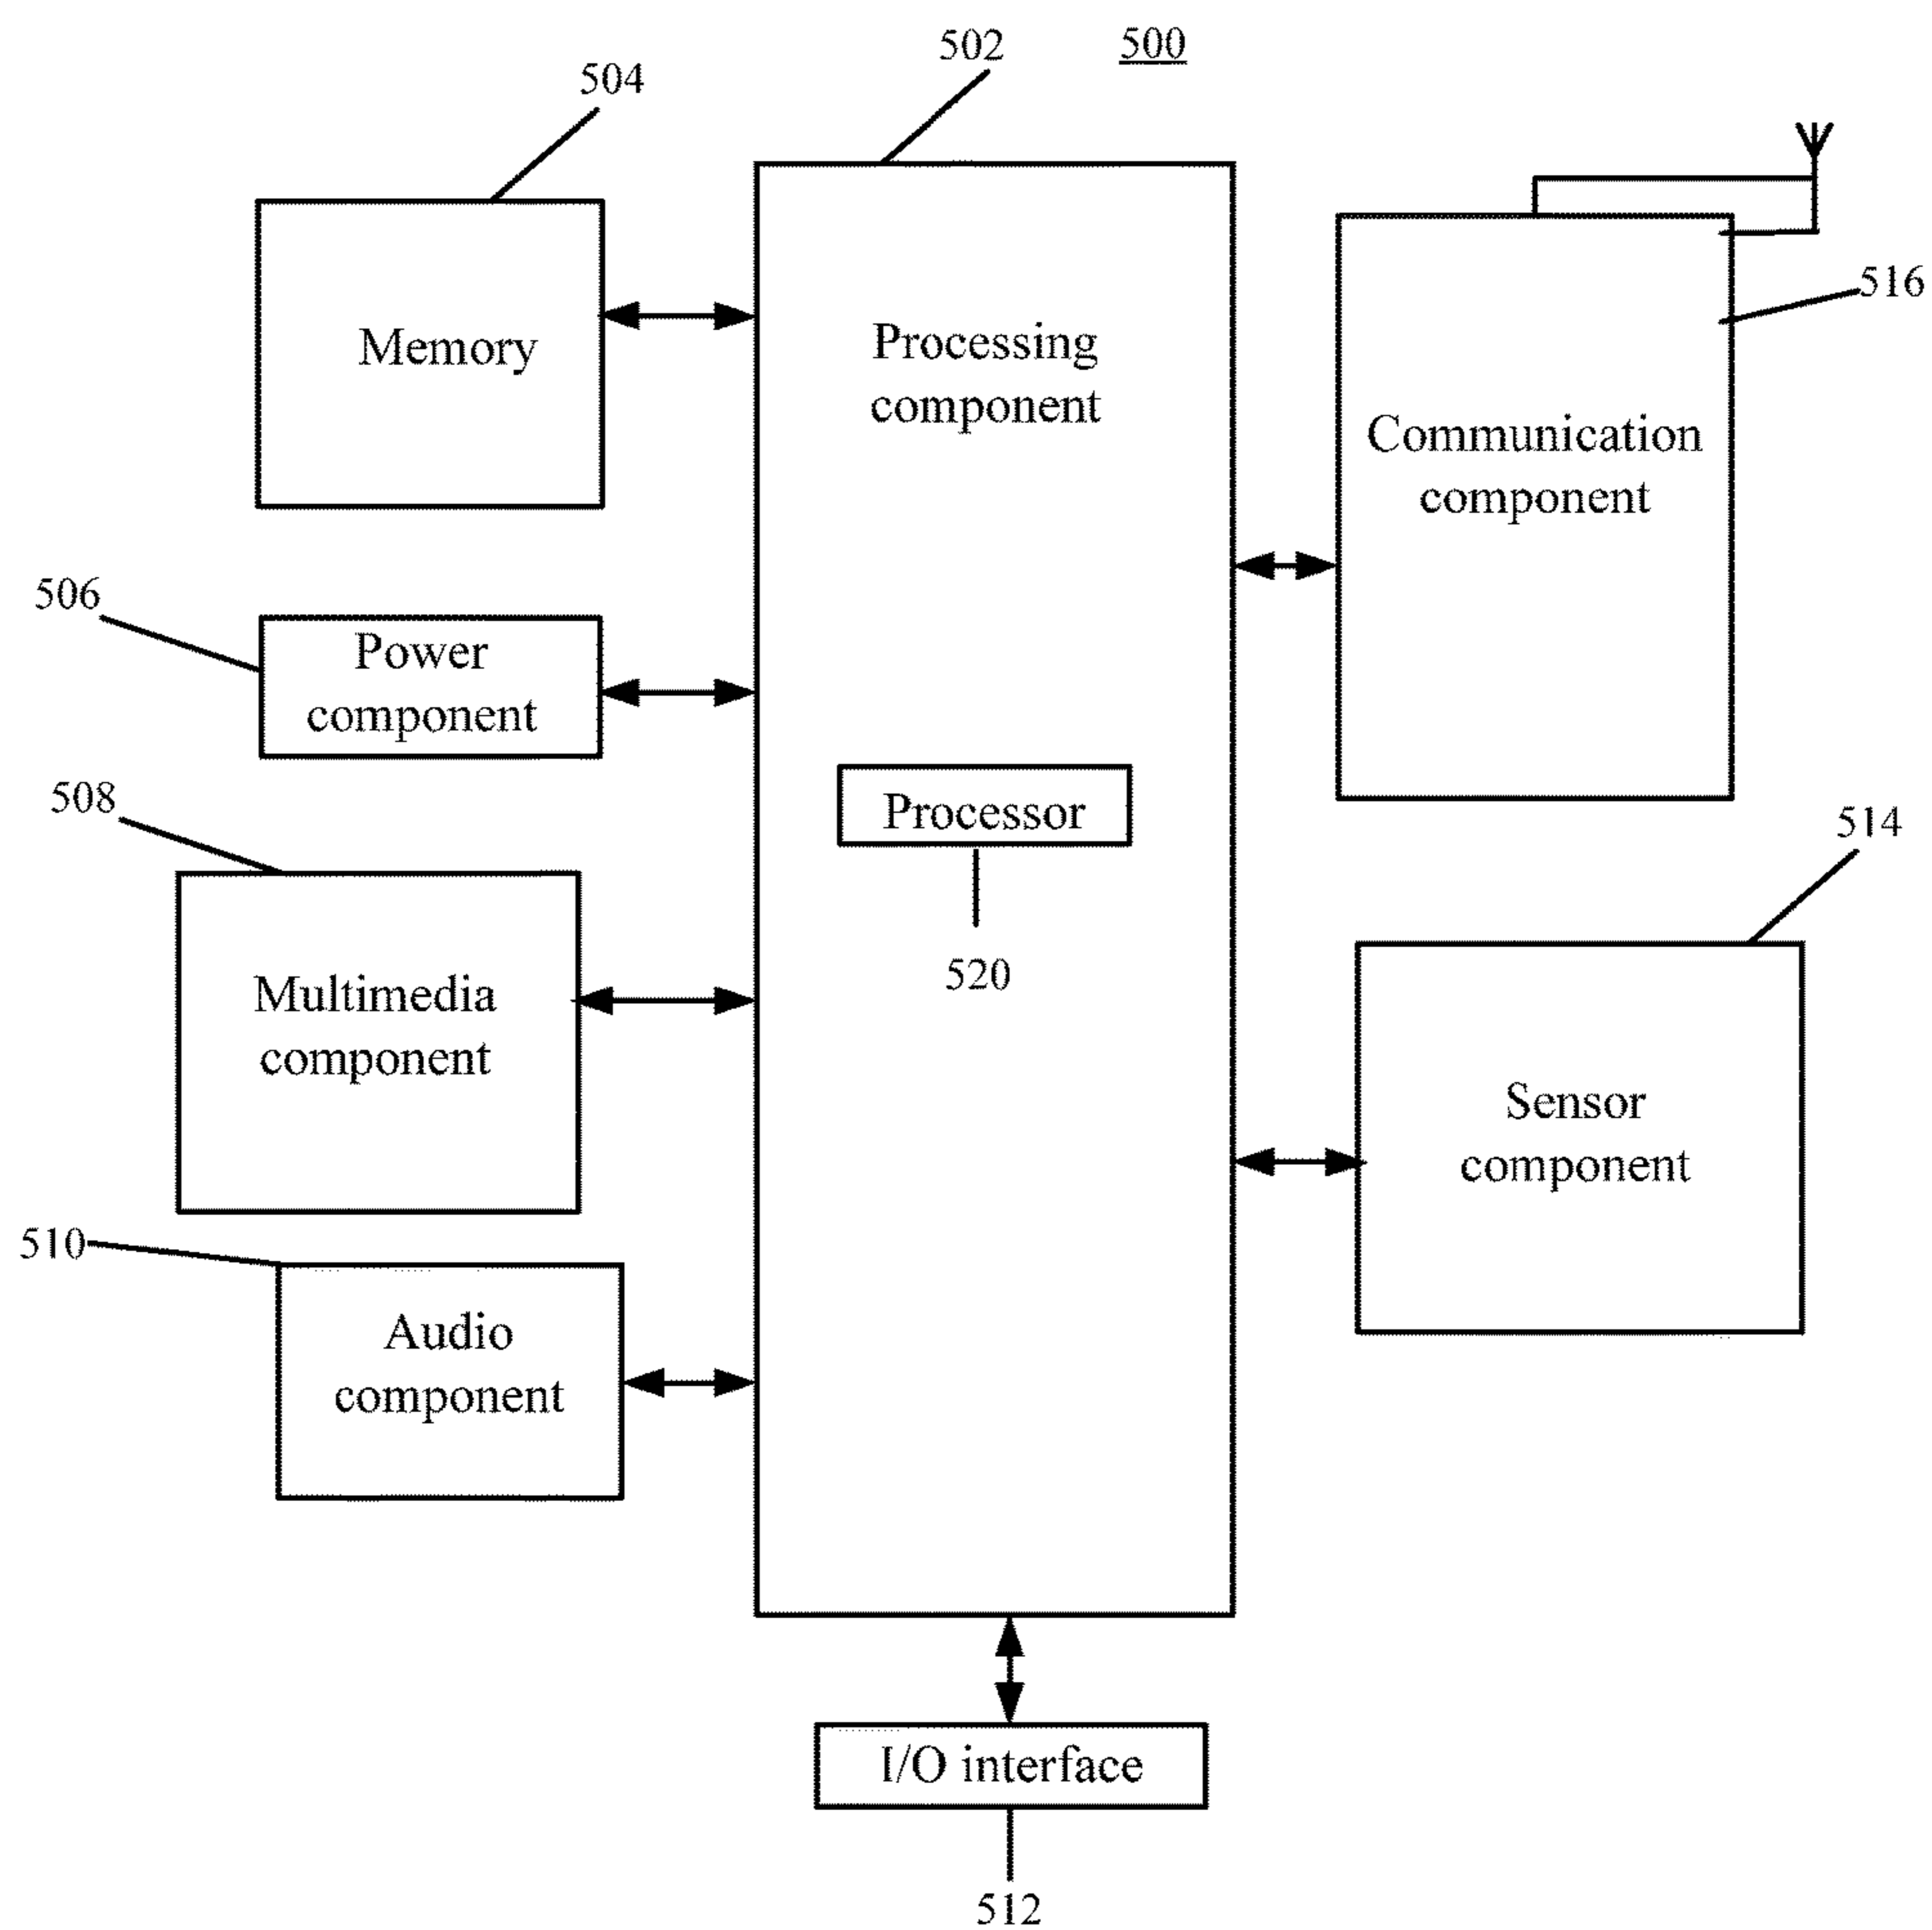 502
500
504
516
Memory
Processing
component
Communication
component
506
Power
component
508
Processor
514
520
Multimedia
component
Sensor
component
510
Audio
component
I/O interface
512